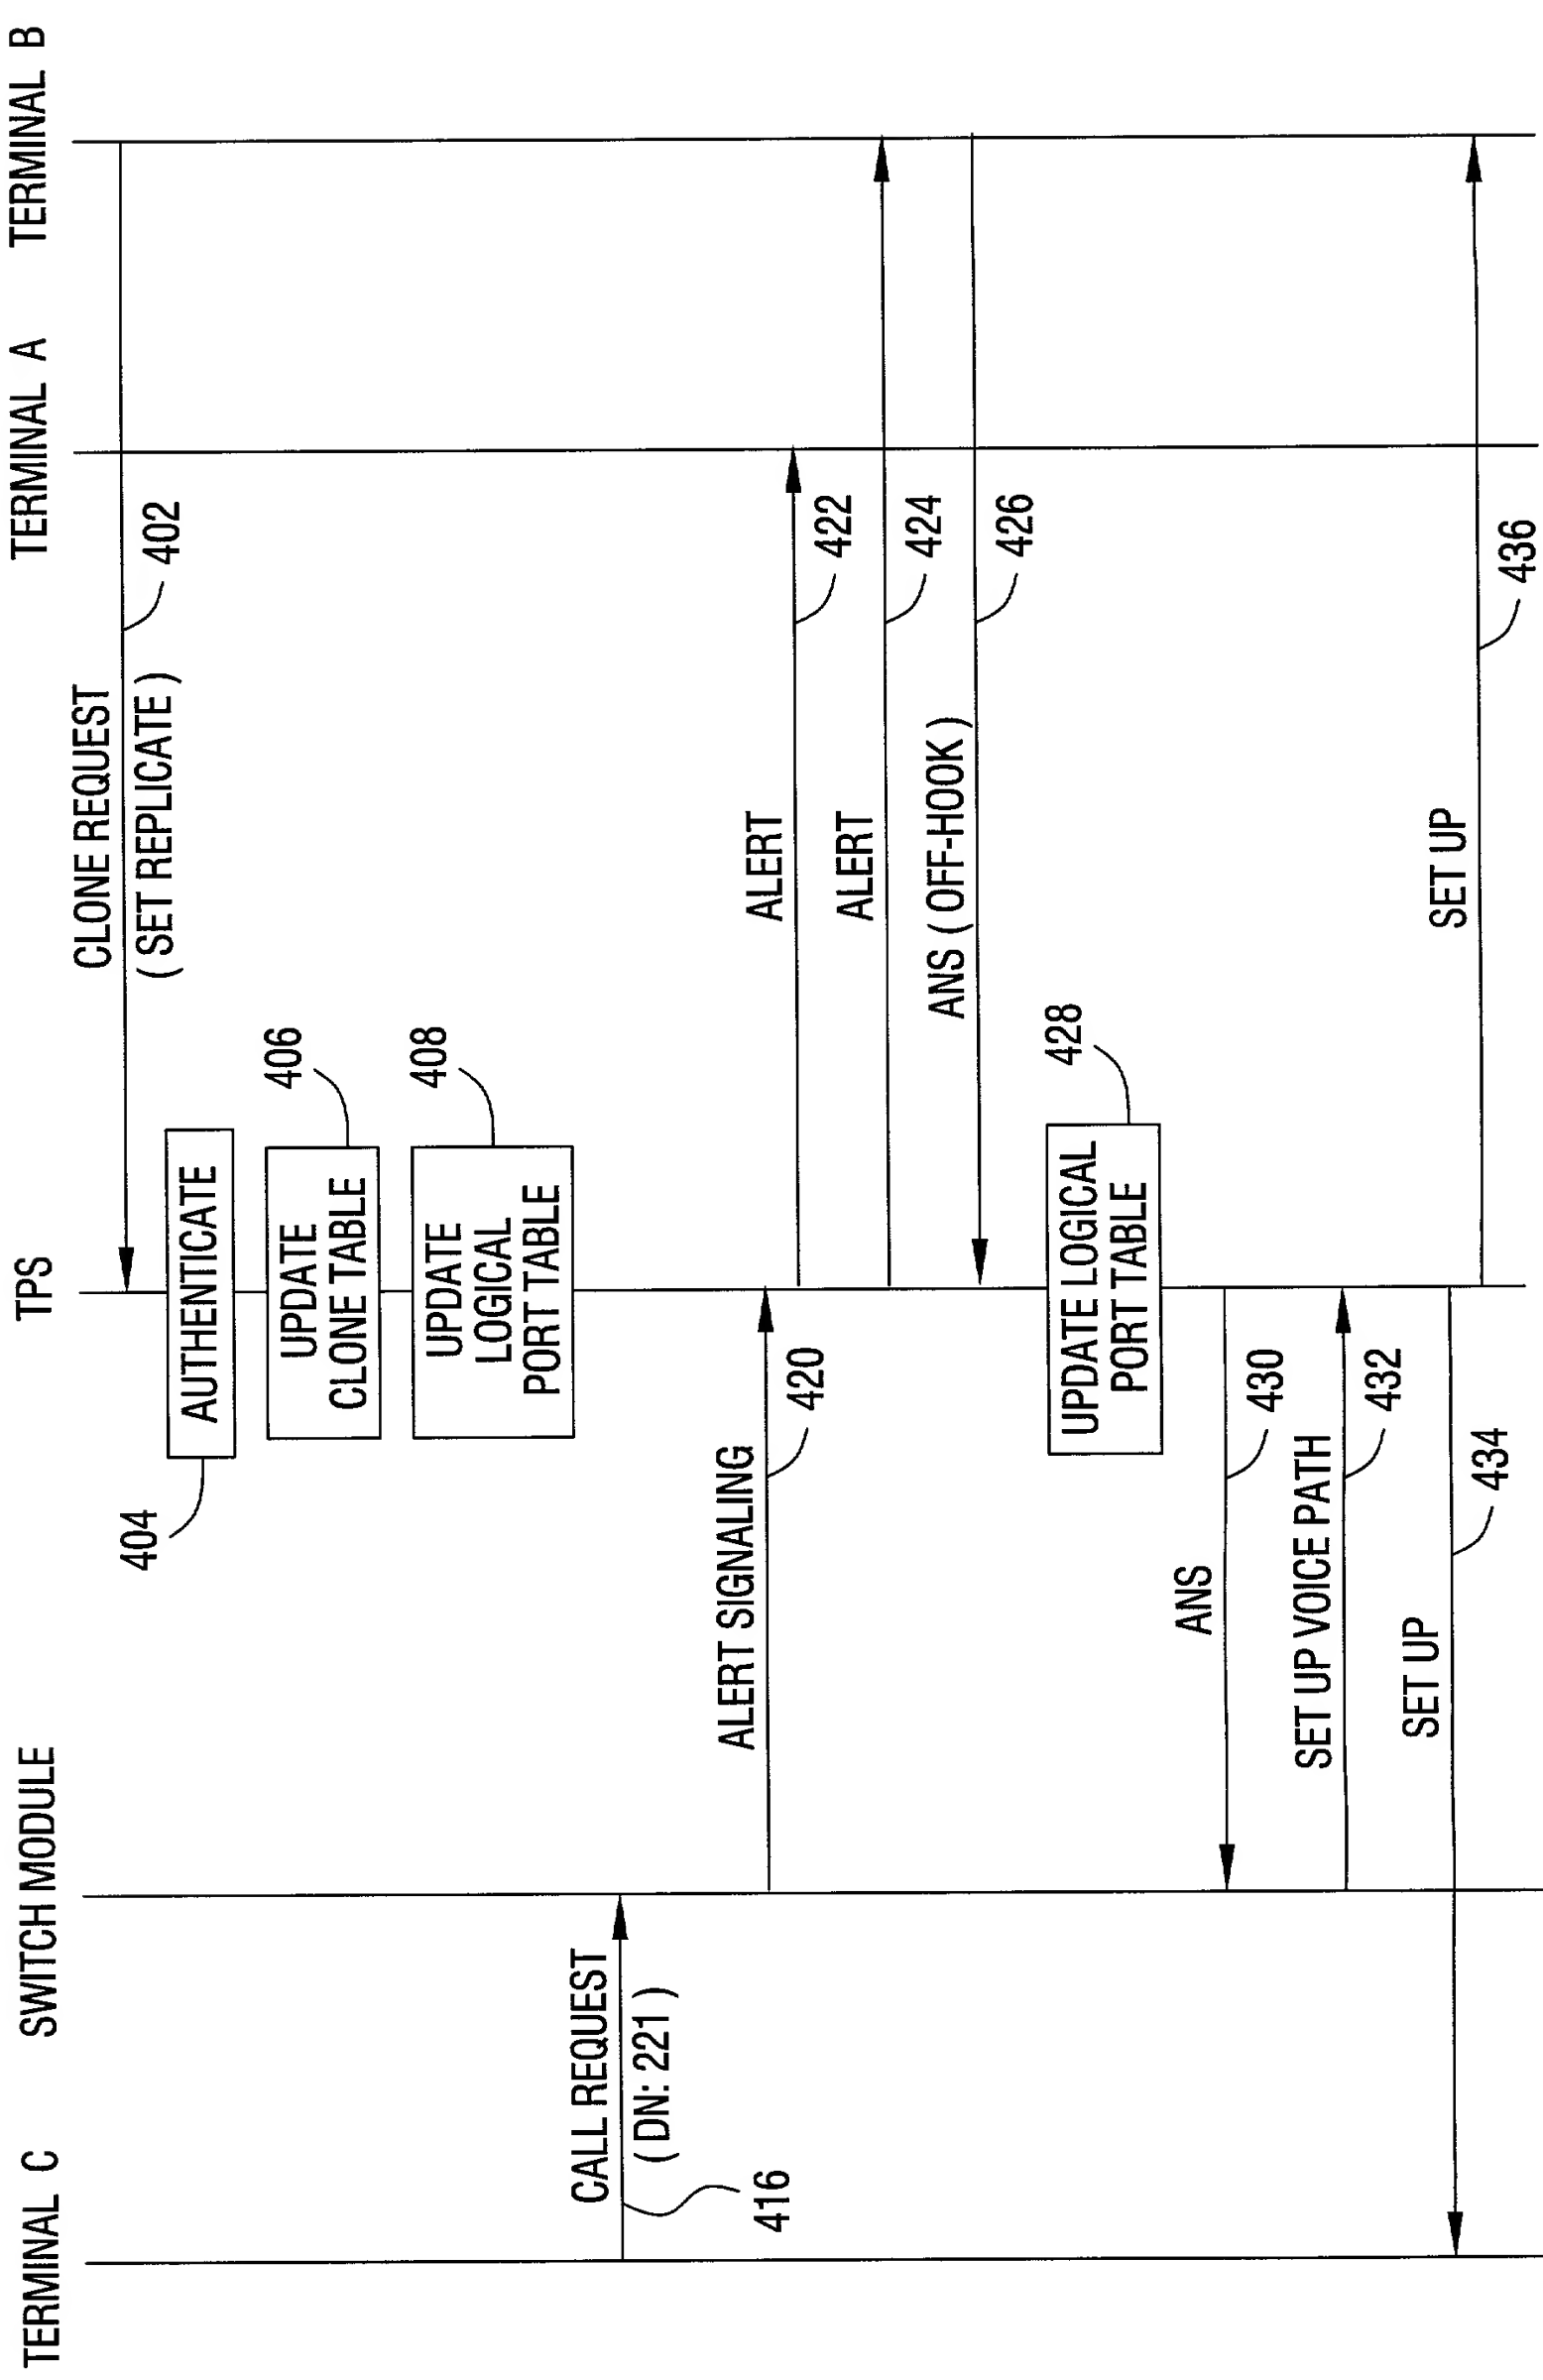 TERMINAL C
SWITCH MODULE
TPS
TERMINAL A
TERMINAL B
CLONE REQUEST
( SET REPLICATE )
402
404
AUTHENTICATE
UPDATE
CLONE TABLE
406
UPDATE
LOGICAL
PORT TABLE
408
CALL REQUEST
( DN: 221 )
416
ALERT SIGNALING
420
ALERT
422
ALERT
424
ANS ( OFF-HOOK )
426
UPDATE LOGICAL
PORT TABLE
428
ANS
430
SET UP VOICE PATH
432
SET UP
434
SET UP
436